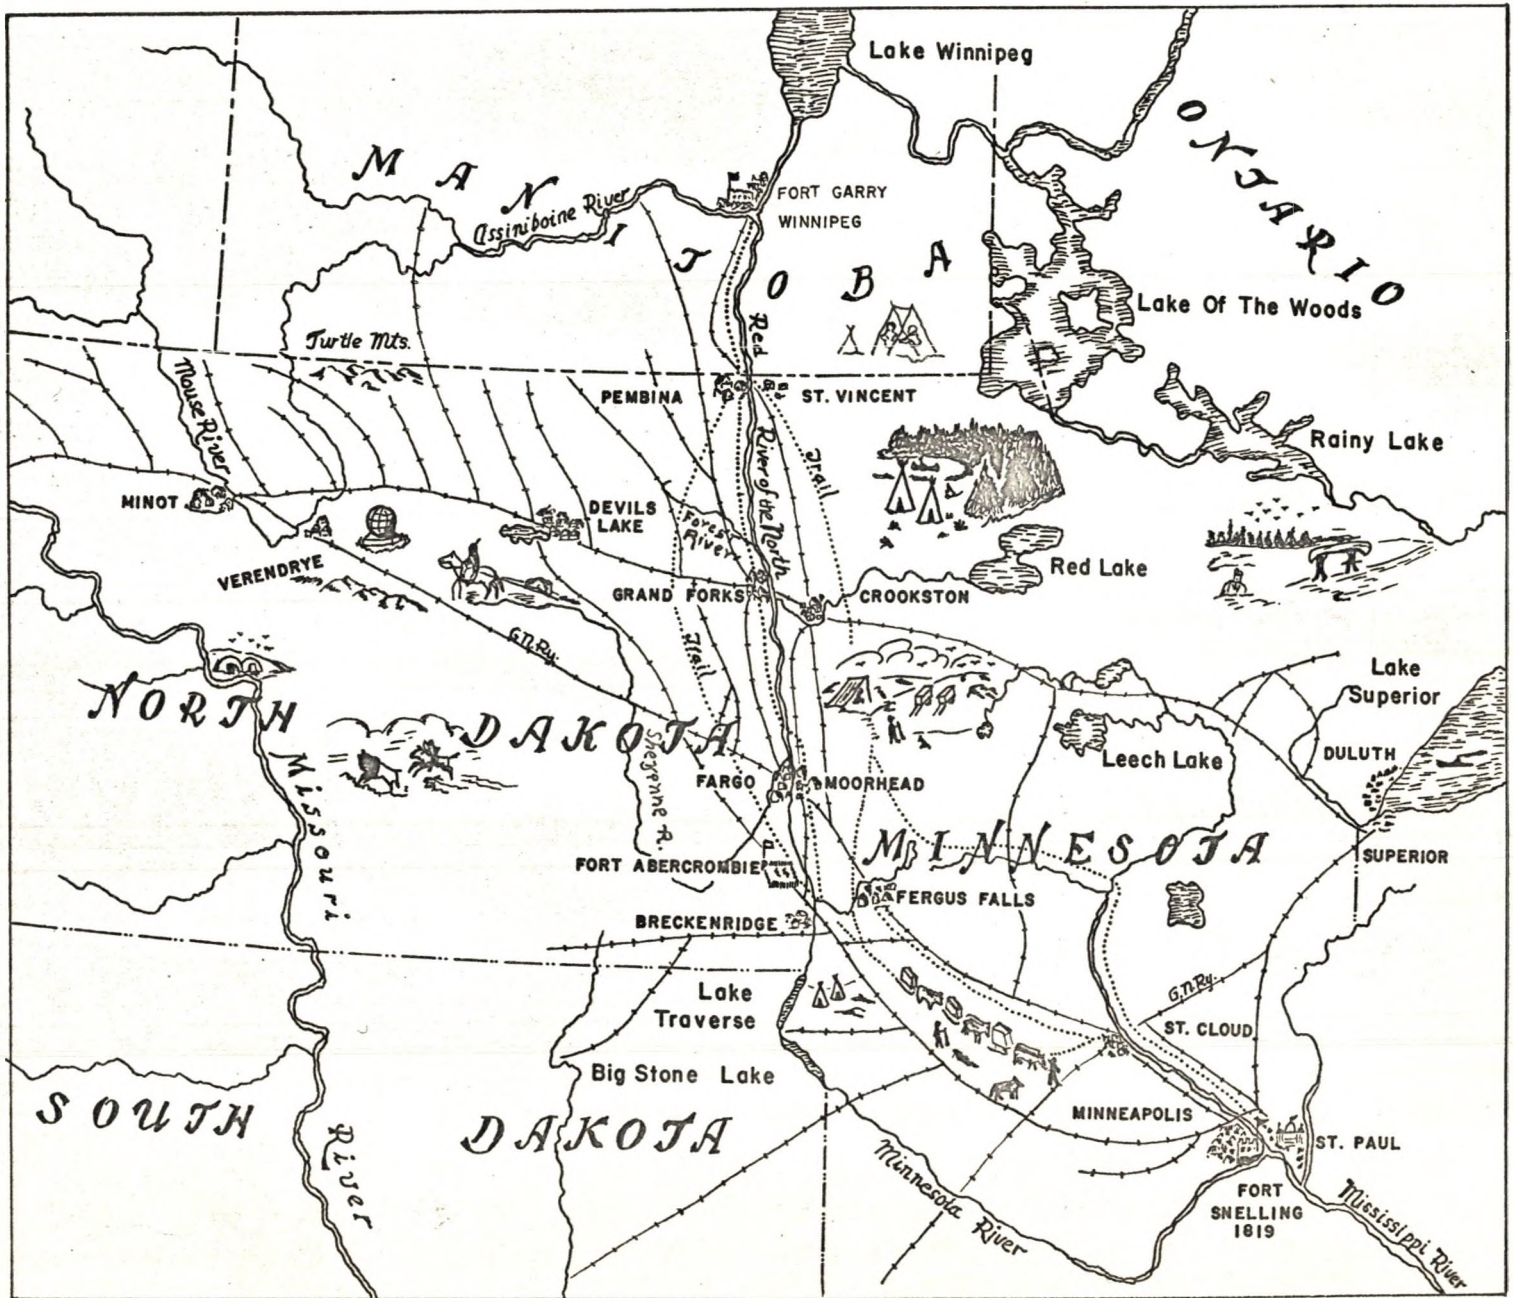 Lake Winnipeg
ONTARIO
MANITOBA
Assiniboine River
FORT GARRY
WINNIPEG
Lake Of The Woods
Turtle Mts.
Mouse River
Red River of the North
PEMBINA
ST. VINCENT
Rainy Lake
Trail
MINOT
DEVILS
LAKE
Forest
River
VERENDRYE
GRAND FORKS
CROOKSTON
Red Lake
G.N.Ry.
Trail
NORTH DAKOTA
Lake
Superior
Missouri River
Sheyenne R.
FARGO
MOORHEAD
Leech Lake
DULUTH
MINNESOTA
SUPERIOR
FORT ABERCROMBIE
FERGUS FALLS
BRECKENRIDGE
Lake
Traverse
G.N.Ry.
ST. CLOUD
Big Stone Lake
SOUTH DAKOTA
MINNEAPOLIS
ST. PAUL
Minnesota River
FORT
SNELLING
1819
Mississippi River